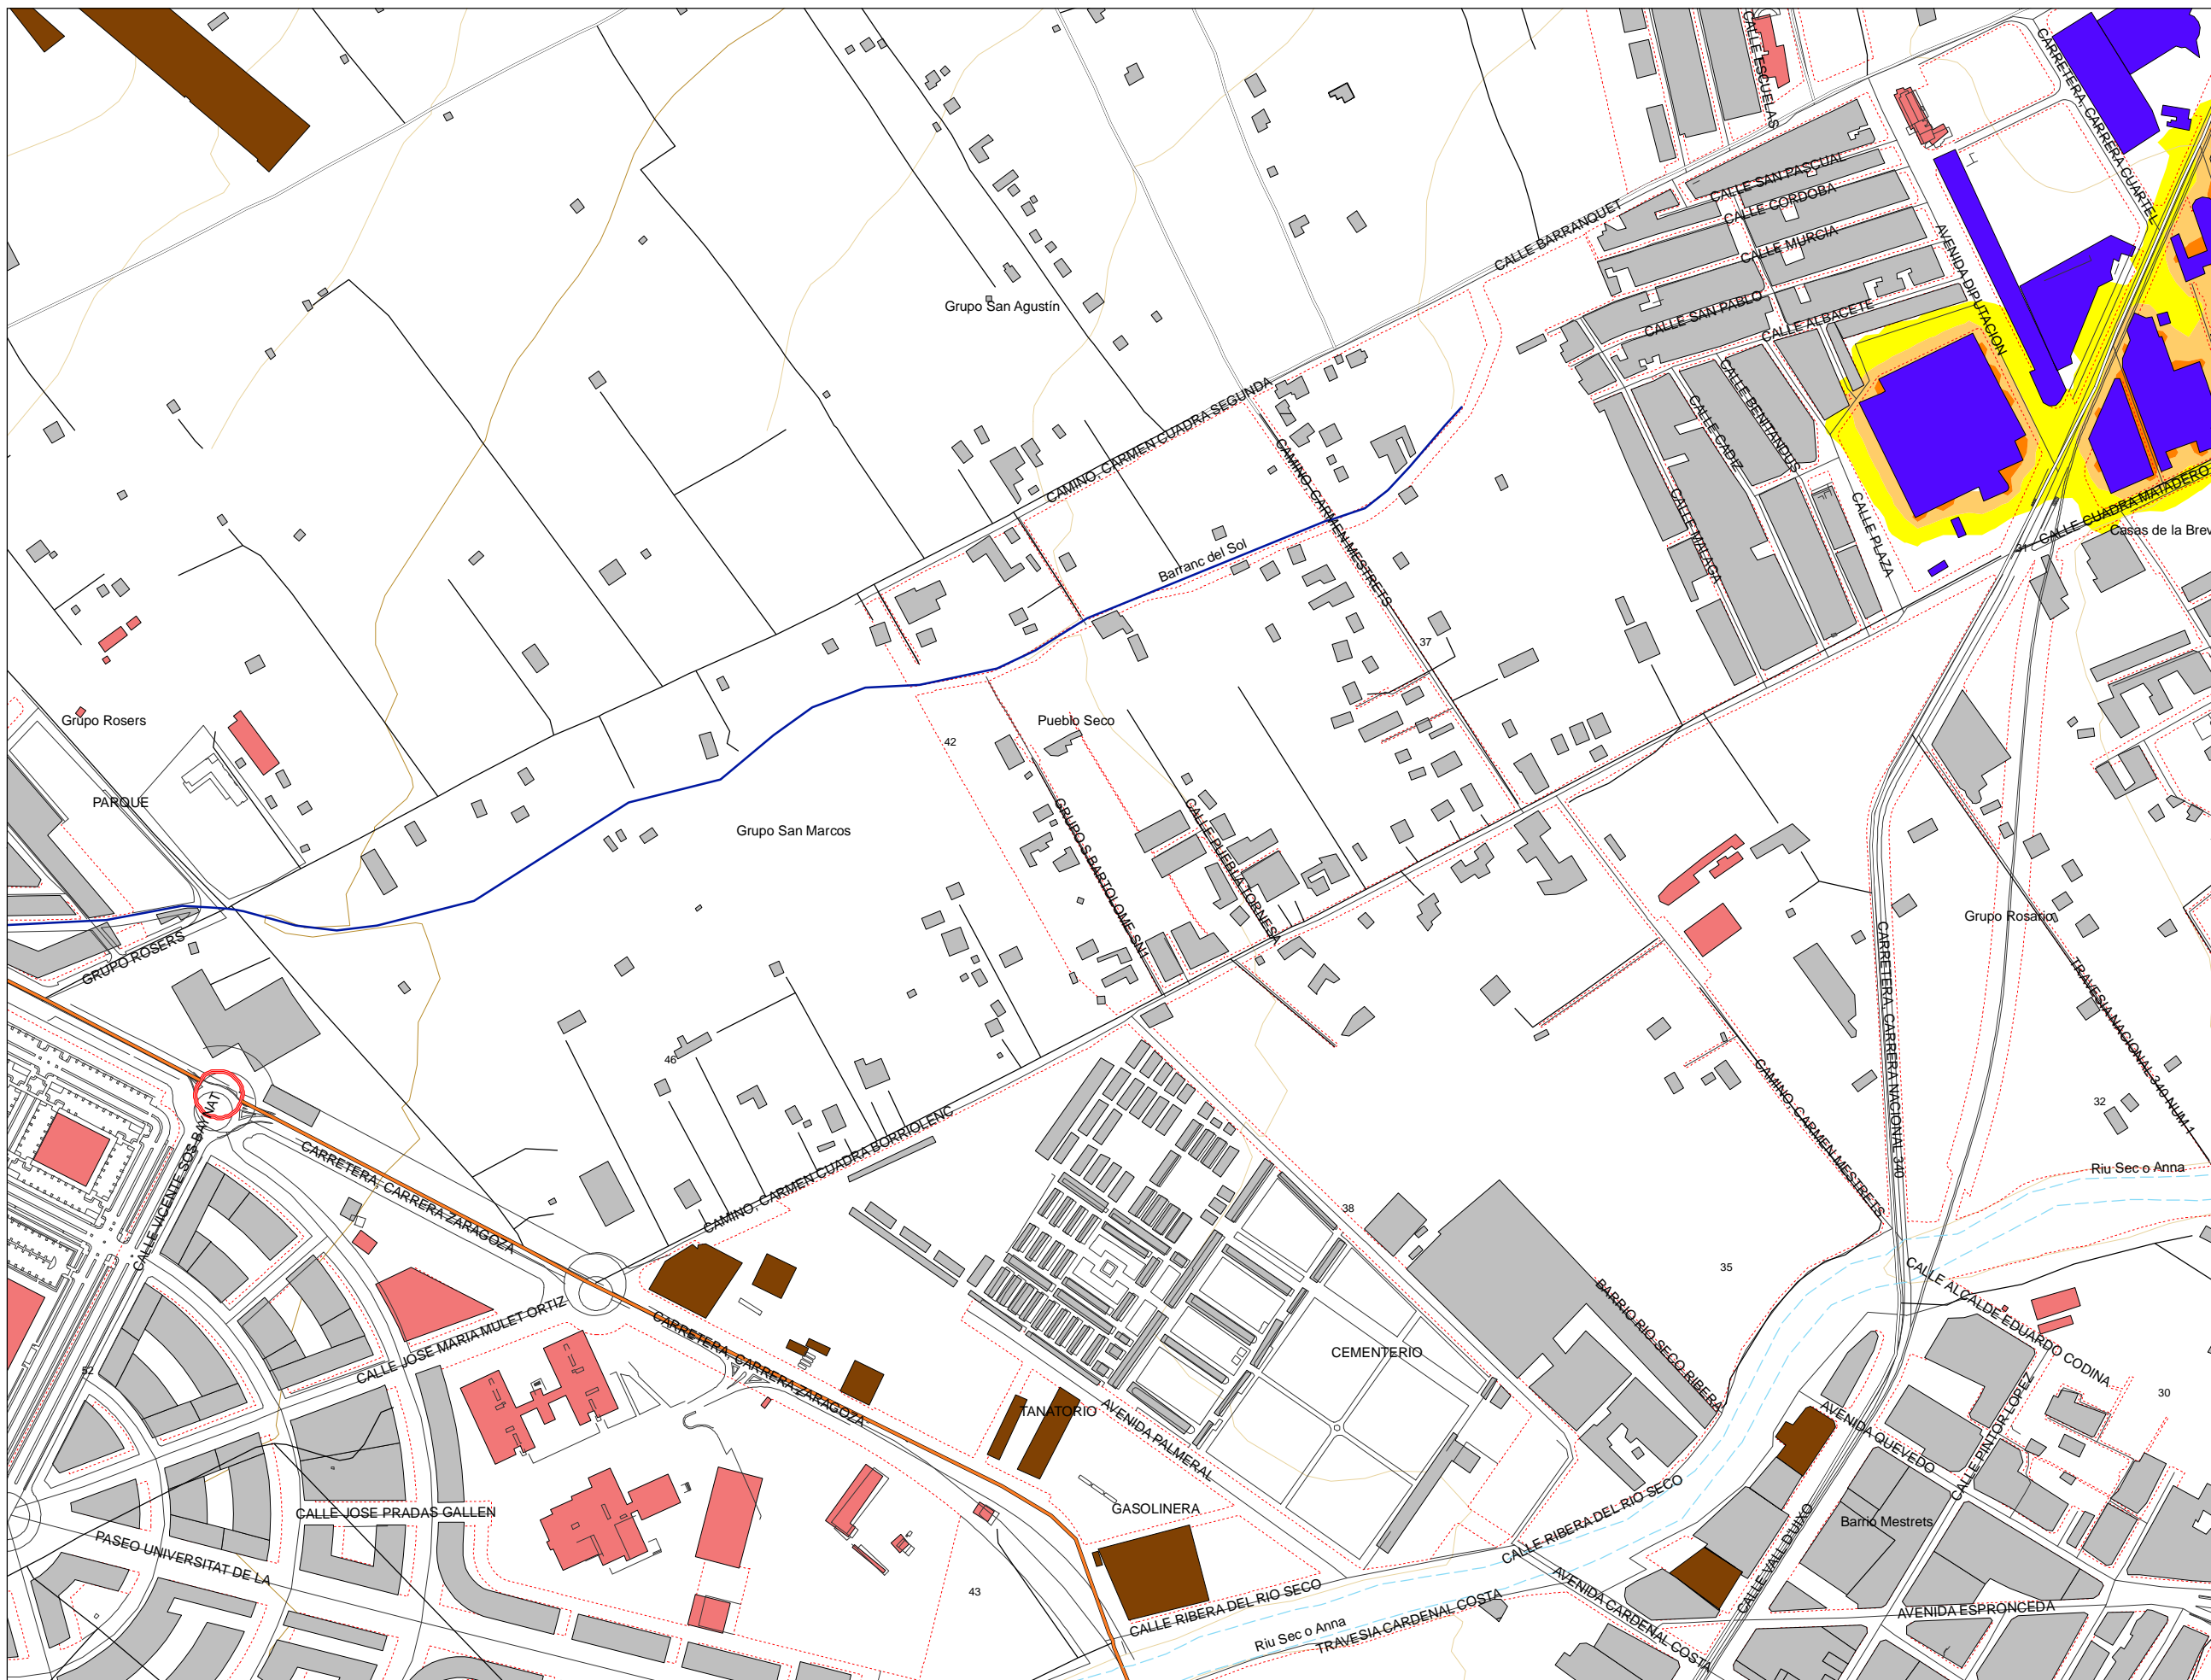 CALLE ESCUELAS
CARRETERA, CARRERA CUARTEL
CALLE SAN PASCUAL
CALLE CORDOBA
CALLE BARRANQUET
CALLE MURCIA
AVENIDA DIPUTACION
Grupo San Agustín
CALLE SAN PABLO
CALLE ALBACETE
CALLE BENITANDUS
CALLE CADIZ
CAMINO, CARMEN CUADRA SEGUNDA
CAMINO, CARMEN MESTRETS
CALLE MALAGA
CALLE PLAZA
CALLE CUADRA MATADERO
Casas de la Brev
Barranc del Sol
37
Grupo Rosers
Pueblo Seco
42
PARQUE
Grupo San Marcos
GRUPO S.BARTOLOME SN1
CALLE PUEBLA TORNESA
Grupo Rosario
GRUPO ROSERS
CARRETERA, CARRERA NACIONAL 340
TRAVESIA NACIONAL 340 NUM.1
46
CAMINO, CARMEN MESTRETS
32
CALLE VICENTE SOS BAYNAT
CARRETERA, CARRERA ZARAGOZA
CAMINO, CARMEN CUADRA BORRIOLENC
Riu Sec o Anna
38
35
CALLE ALCALDE EDUARDO CODINA
BARRIO RIO SECO RIBERA
CALLE JOSE MARIA MULET ORTIZ
CARRETERA, CARRERA ZARAGOZA
CEMENTERIO
52
30
TANATORIO
AVENIDA PALMERAL
AVENIDA QUEVEDO
CALLE PINTOR LOPEZ
GASOLINERA
CALLE JOSE PRADAS GALLEN
Barrio Mestrets
CALLE RIBERA DEL RIO SECO
CALLE VALL D'UIXO
PASEO UNIVERSITAT DE LA
43
CALLE RIBERA DEL RIO SECO
AVENIDA CARDENAL COSTA
AVENIDA ESPRONCEDA
Riu Sec o Anna
TRAVESIA CARDENAL COSTA